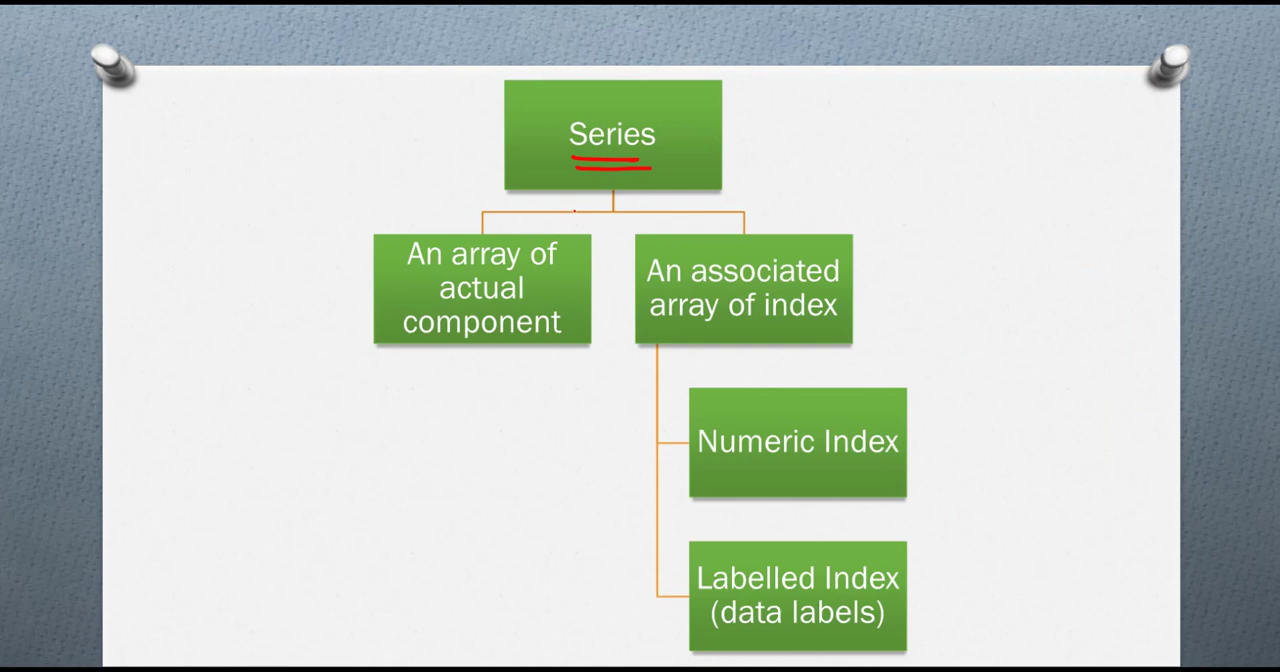 Series
An array of
actual
component
An associated
array of index
Numeric Index
Labelled Index
(data labels)